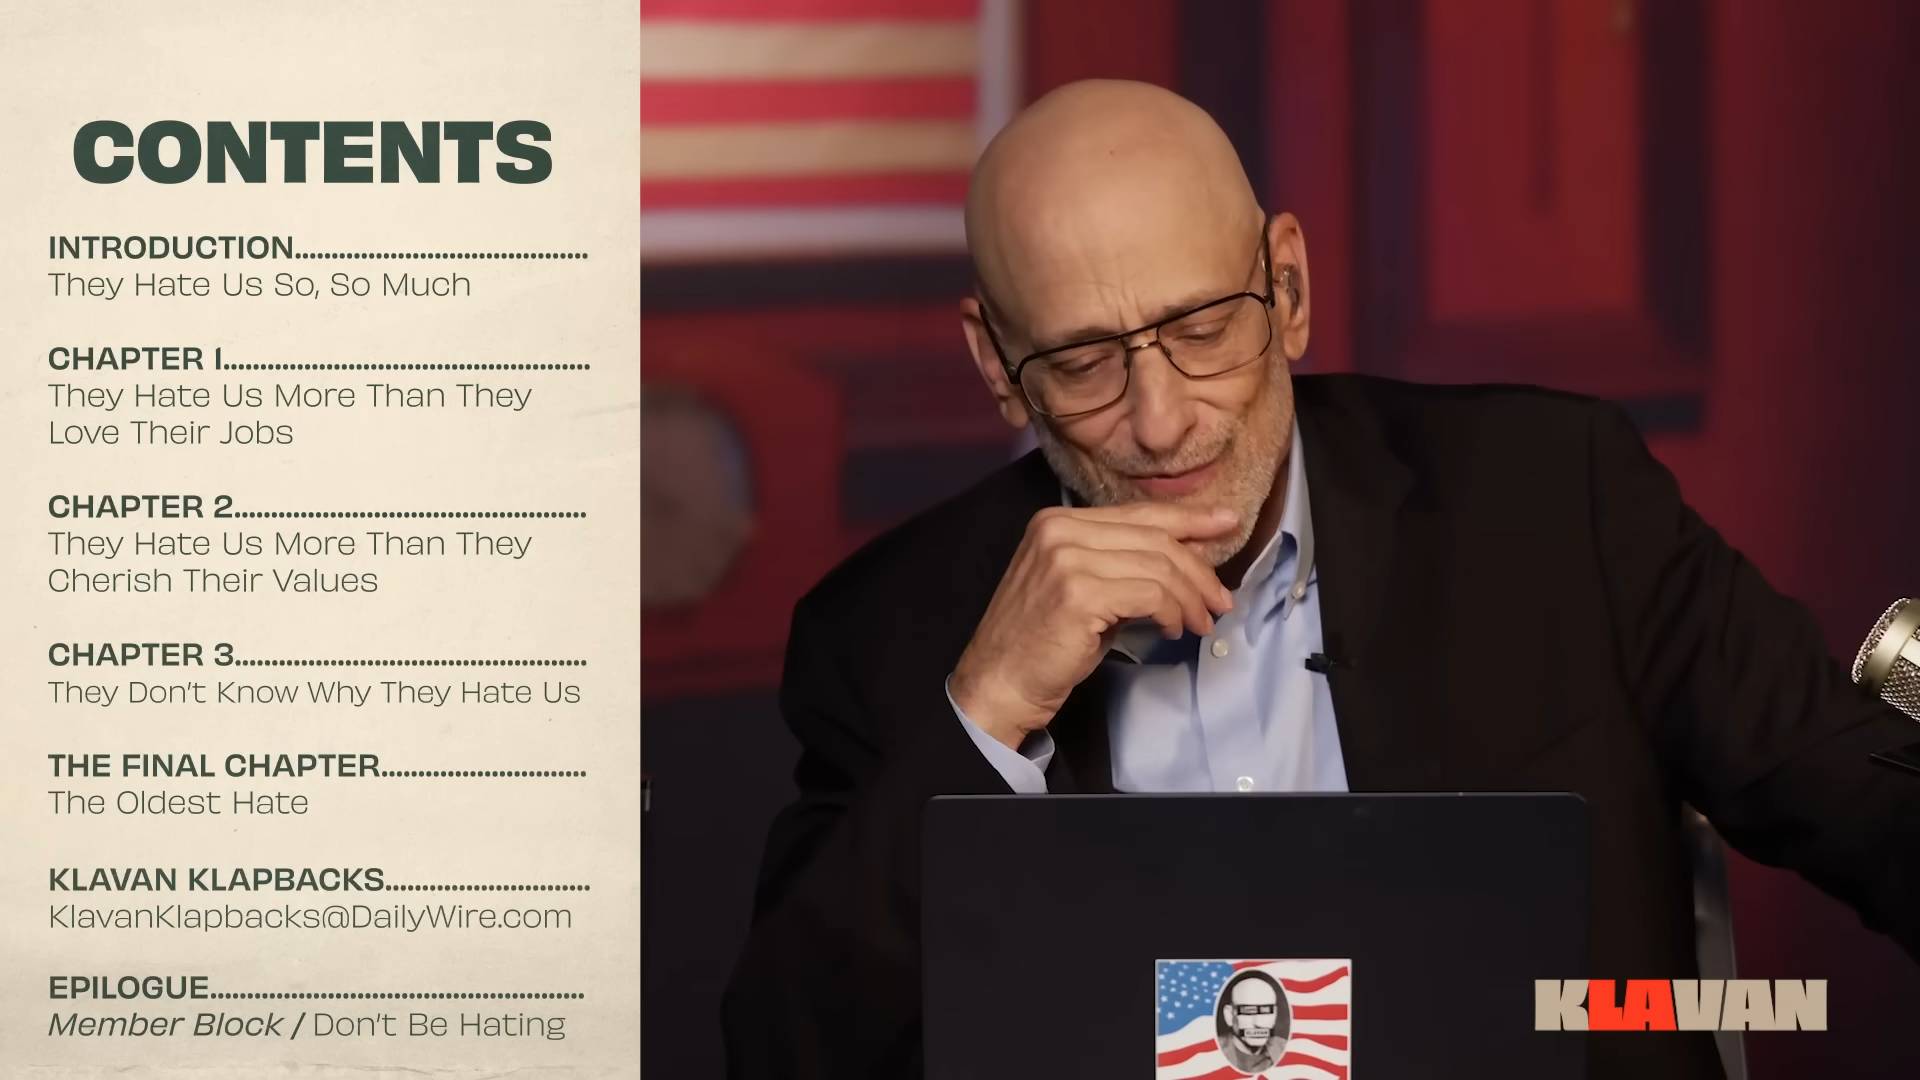 CONTENTS
INTRODUCTION........................................
They Hate Us So, So Much
CHAPTER 1..................................................
They Hate Us More Than They
Love Their Jobs
CHAPTER 2................................................
They Hate Us More Than They
Cherish Their Values
CHAPTER 3................................................
They Don't Know Why They Hate Us
THE FINAL CHAPTER............................
The Oldest Hate
KLAVAN KLAPBACKS............................
KlavanKlapbacks@DailyWire.com
EPILOGUE...................................................
Member Block / Don't Be Hating
KLAVAN